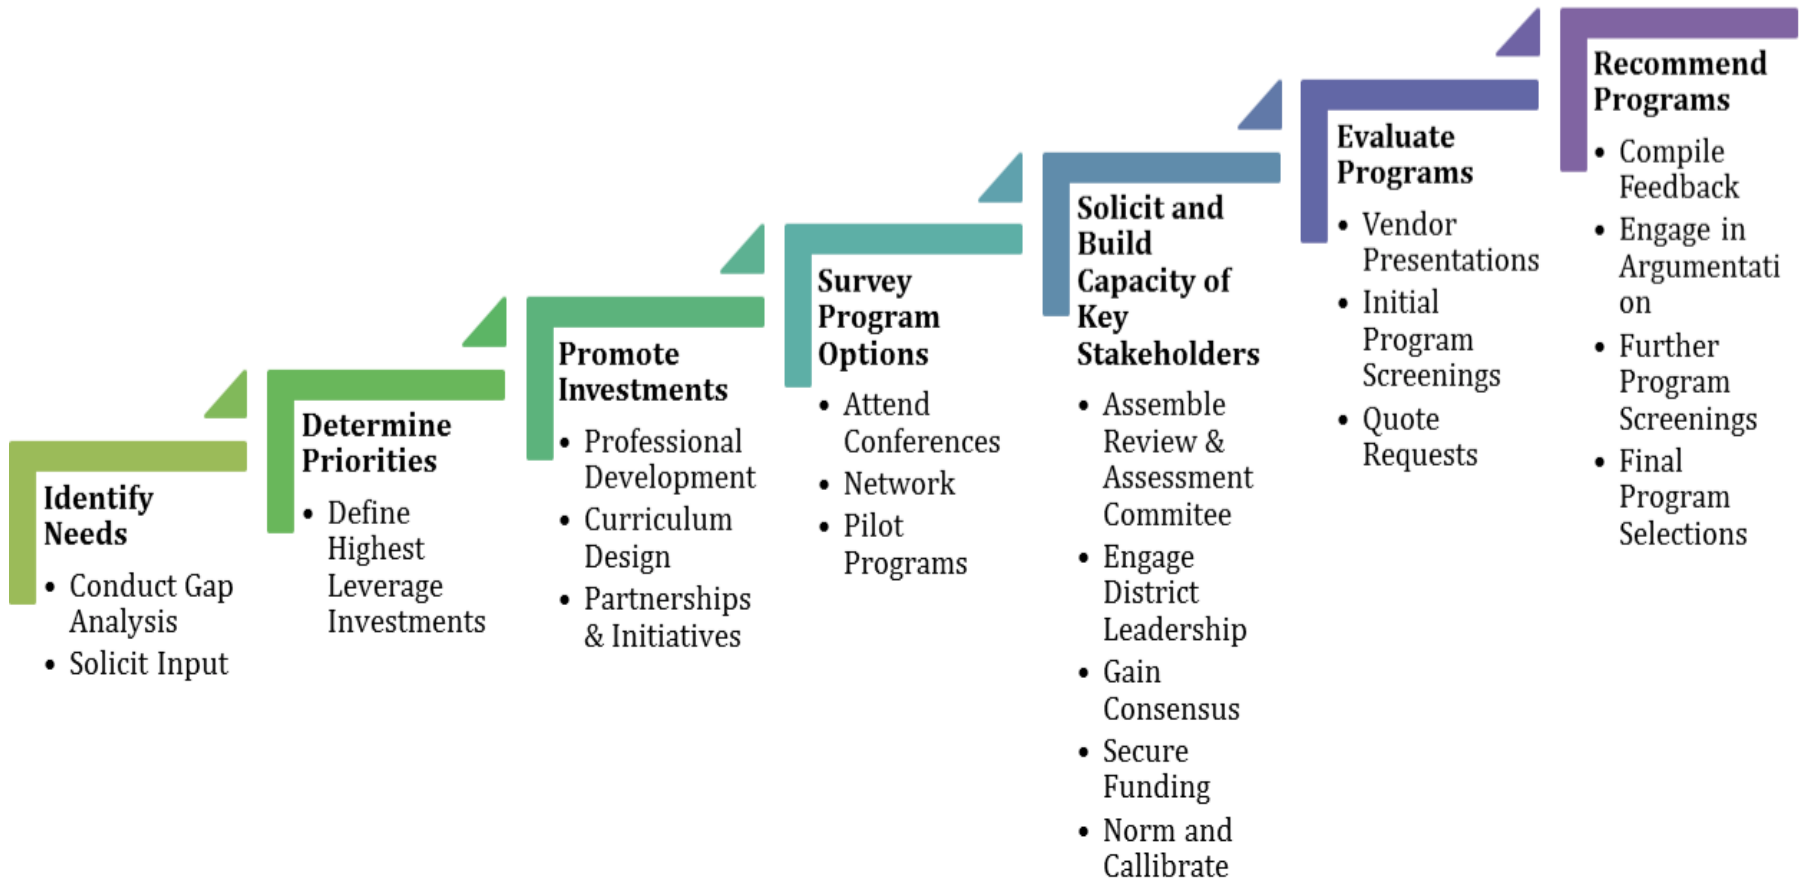 Identify
Needs
• Conduct Gap
Analysis
• Solicit Input
Determine
Priorities
• Define
Highest
Leverage
Investments
Promote
Investments
• Professional
Development
• Curriculum
Design
• Partnerships
& Initiatives
Survey
Program
Options
• Attend
Conferences
• Network
• Pilot
Programs
Solicit and
Build
Capacity of
Key
Stakeholders
• Assemble
Review &
Assessment
Commitee
• Engage
District
Leadership
• Gain
Consensus
• Secure
Funding
• Norm and
Callibrate
Evaluate
Programs
• Vendor
Presentations
• Initial
Program
Screenings
• Quote
Requests
Recommend
Programs
• Compile
Feedback
• Engage in
Argumentati
on
• Further
Program
Screenings
• Final
Program
Selections